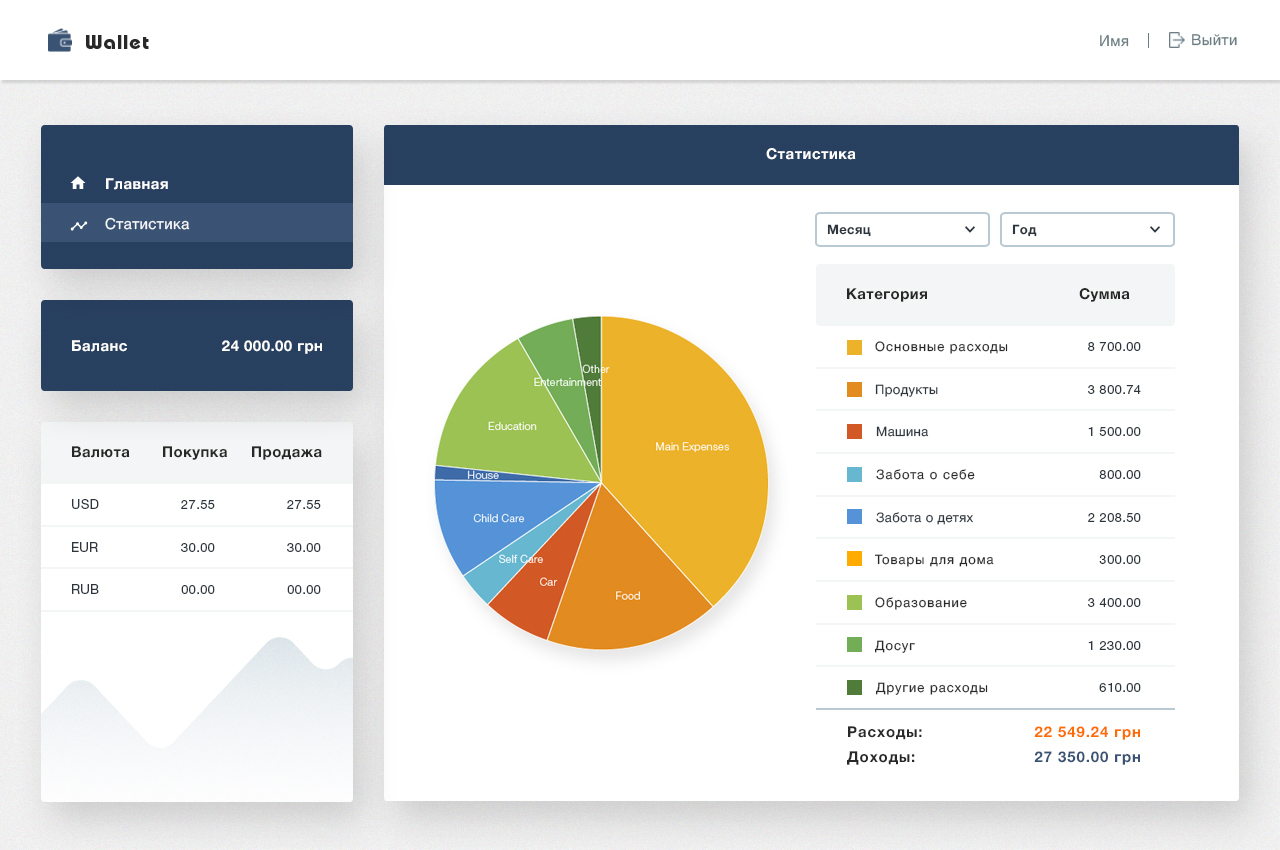 Wallet
Имя
Выйти
Главная
Статистика
Баланс 24 000.00 грн
Валюта Покупка Продажа
USD 27.55 27.55
EUR 30.00 30.00
RUB 00.00 00.00
Статистика
Other
Entertainment
Education
Main Expenses
House
Child Care
Self Care
Car
Food
Месяц
Год
Категория Сумма
Основные расходы 8 700.00
Продукты 3 800.74
Машина 1 500.00
Забота о себе 800.00
Забота о детях 2 208.50
Товары для дома 300.00
Образование 3 400.00
Досуг 1 230.00
Другие расходы 610.00
Расходы: 22 549.24 грн
Доходы: 27 350.00 грн